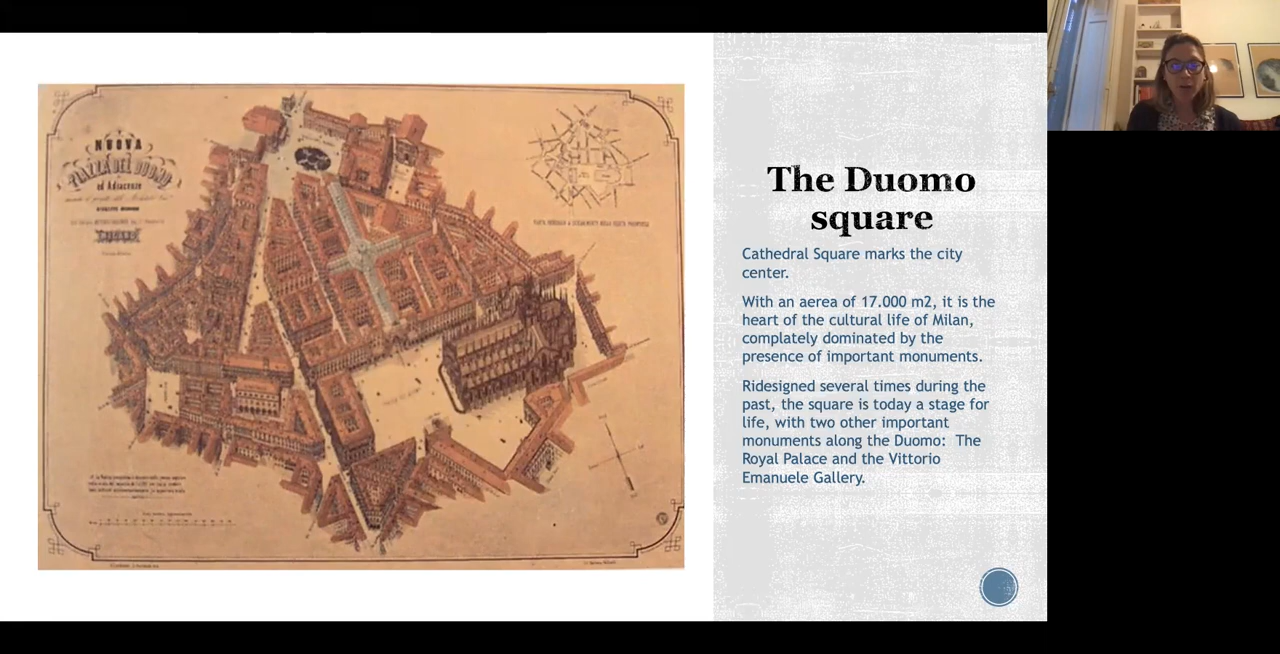 NUOVA
PIAZZA DEL DUOMO
ed Adiacenze
The Duomo
square
Cathedral Square marks the city
center.
With an aerea of 17.000 m2, it is the
heart of the cultural life of Milan,
complately dominated by the
presence of important monuments.
Ridesigned several times during the
past, the square is today a stage for
life, with two other important
monuments along the Duomo: The
Royal Palace and the Vittorio
Emanuele Gallery.